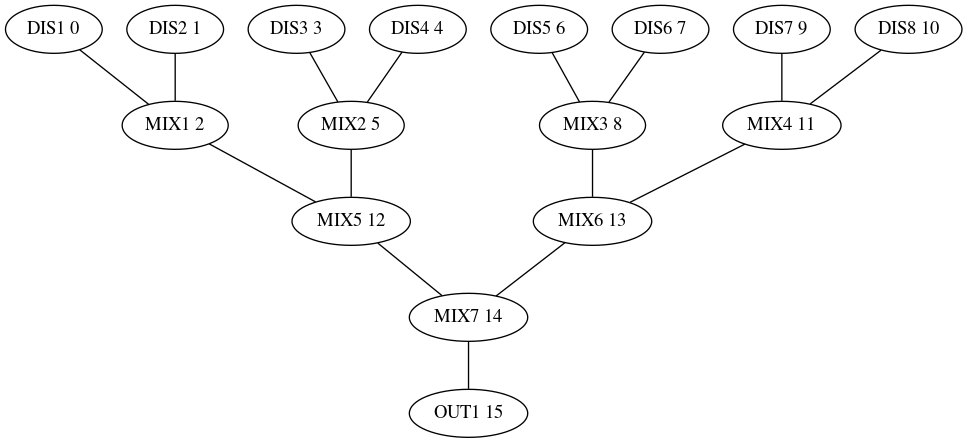 DIS1 0
DIS2 1
DIS3 3
DIS4 4
DIS5 6
DIS6 7
DIS7 9
DIS8 10
MIX1 2
MIX2 5
MIX3 8
MIX4 11
MIX5 12
MIX6 13
MIX7 14
OUT1 15